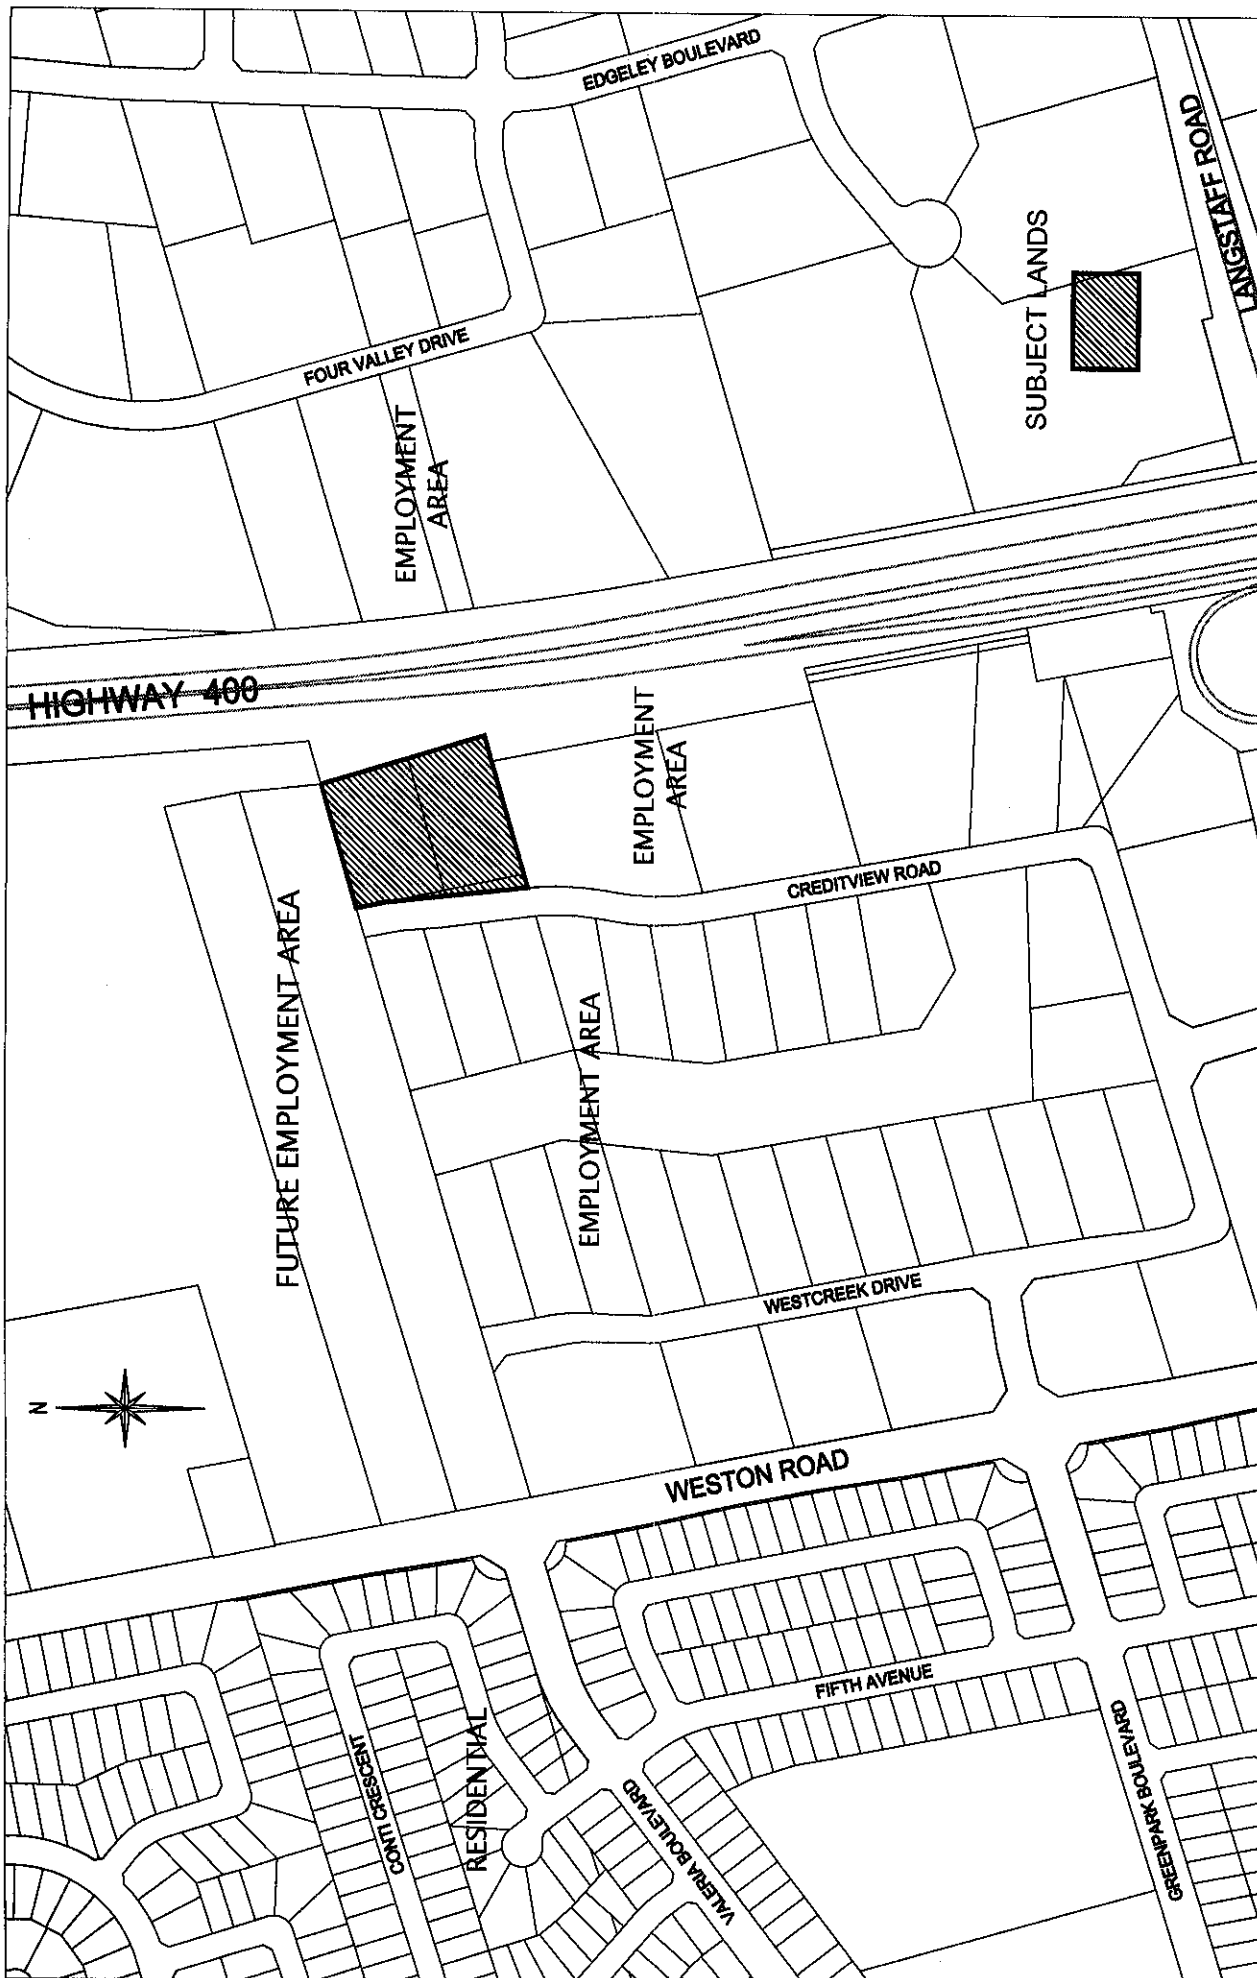 EDGELEY BOULEVARD
LANGSTAFF ROAD
SUBJECT LANDS
FOUR VALLEY DRIVE
EMPLOYMENT
AREA
HIGHWAY 400
EMPLOYMENT
AREA
CREDITVIEW ROAD
FUTURE EMPLOYMENT AREA
EMPLOYMENT AREA
WESTCREEK DRIVE
N
WESTON ROAD
FIFTH AVENUE
GREENPARK BOULEVARD
CONTI CRESCENT
RESIDENTIAL
VALERIA BOULEVARD